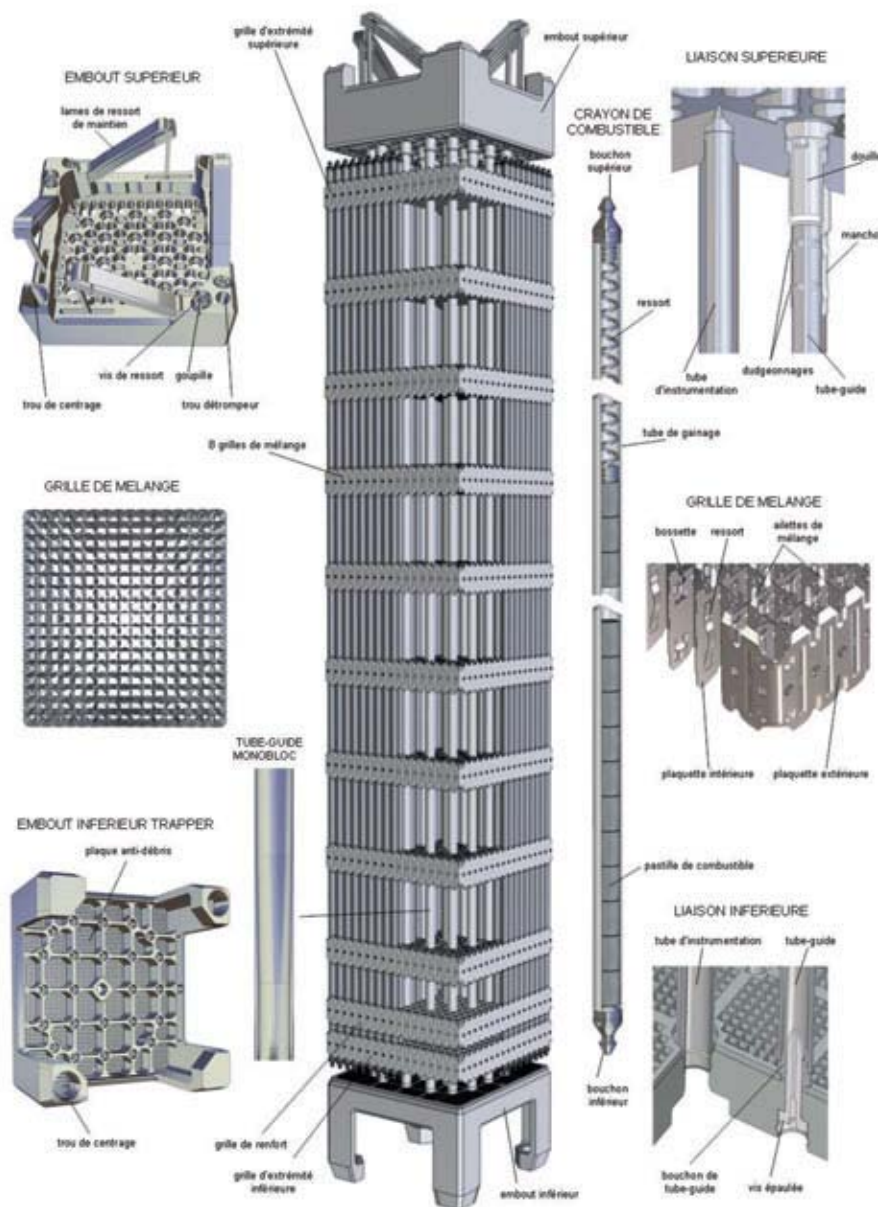 grille d'extrémité
supérieure
embout supérieur
LIAISON SUPERIEURE
EMBOUT SUPERIEUR
lames de ressort
de maintien
CRAYON DE
COMBUSTIBLE
bouchon
supérieur
douill
mancho
ressort
vis de ressort
goupille
trou de centrage
trou détrompeur
tube
d'instrumentation
dudgeonnages
tube-guide
tube de gainage
8 grilles de mélange
GRILLE DE MELANGE
GRILLE DE MELANGE
bossette
ressort
ailettes de
mélange
plaquette intérieure
plaquette extérieure
TUBE-GUIDE
MONOBLOC
EMBOUT INFERIEUR TRAPPER
plaque anti-débris
pastille de combustible
LIAISON INFERIEURE
tube d'instrumentation
tube-guide
bouchon
inférieur
trou de centrage
grille de renfort
grille d'extrémité
inférieure
embout inférieur
bouchon de
tube-guide
vis épaulée